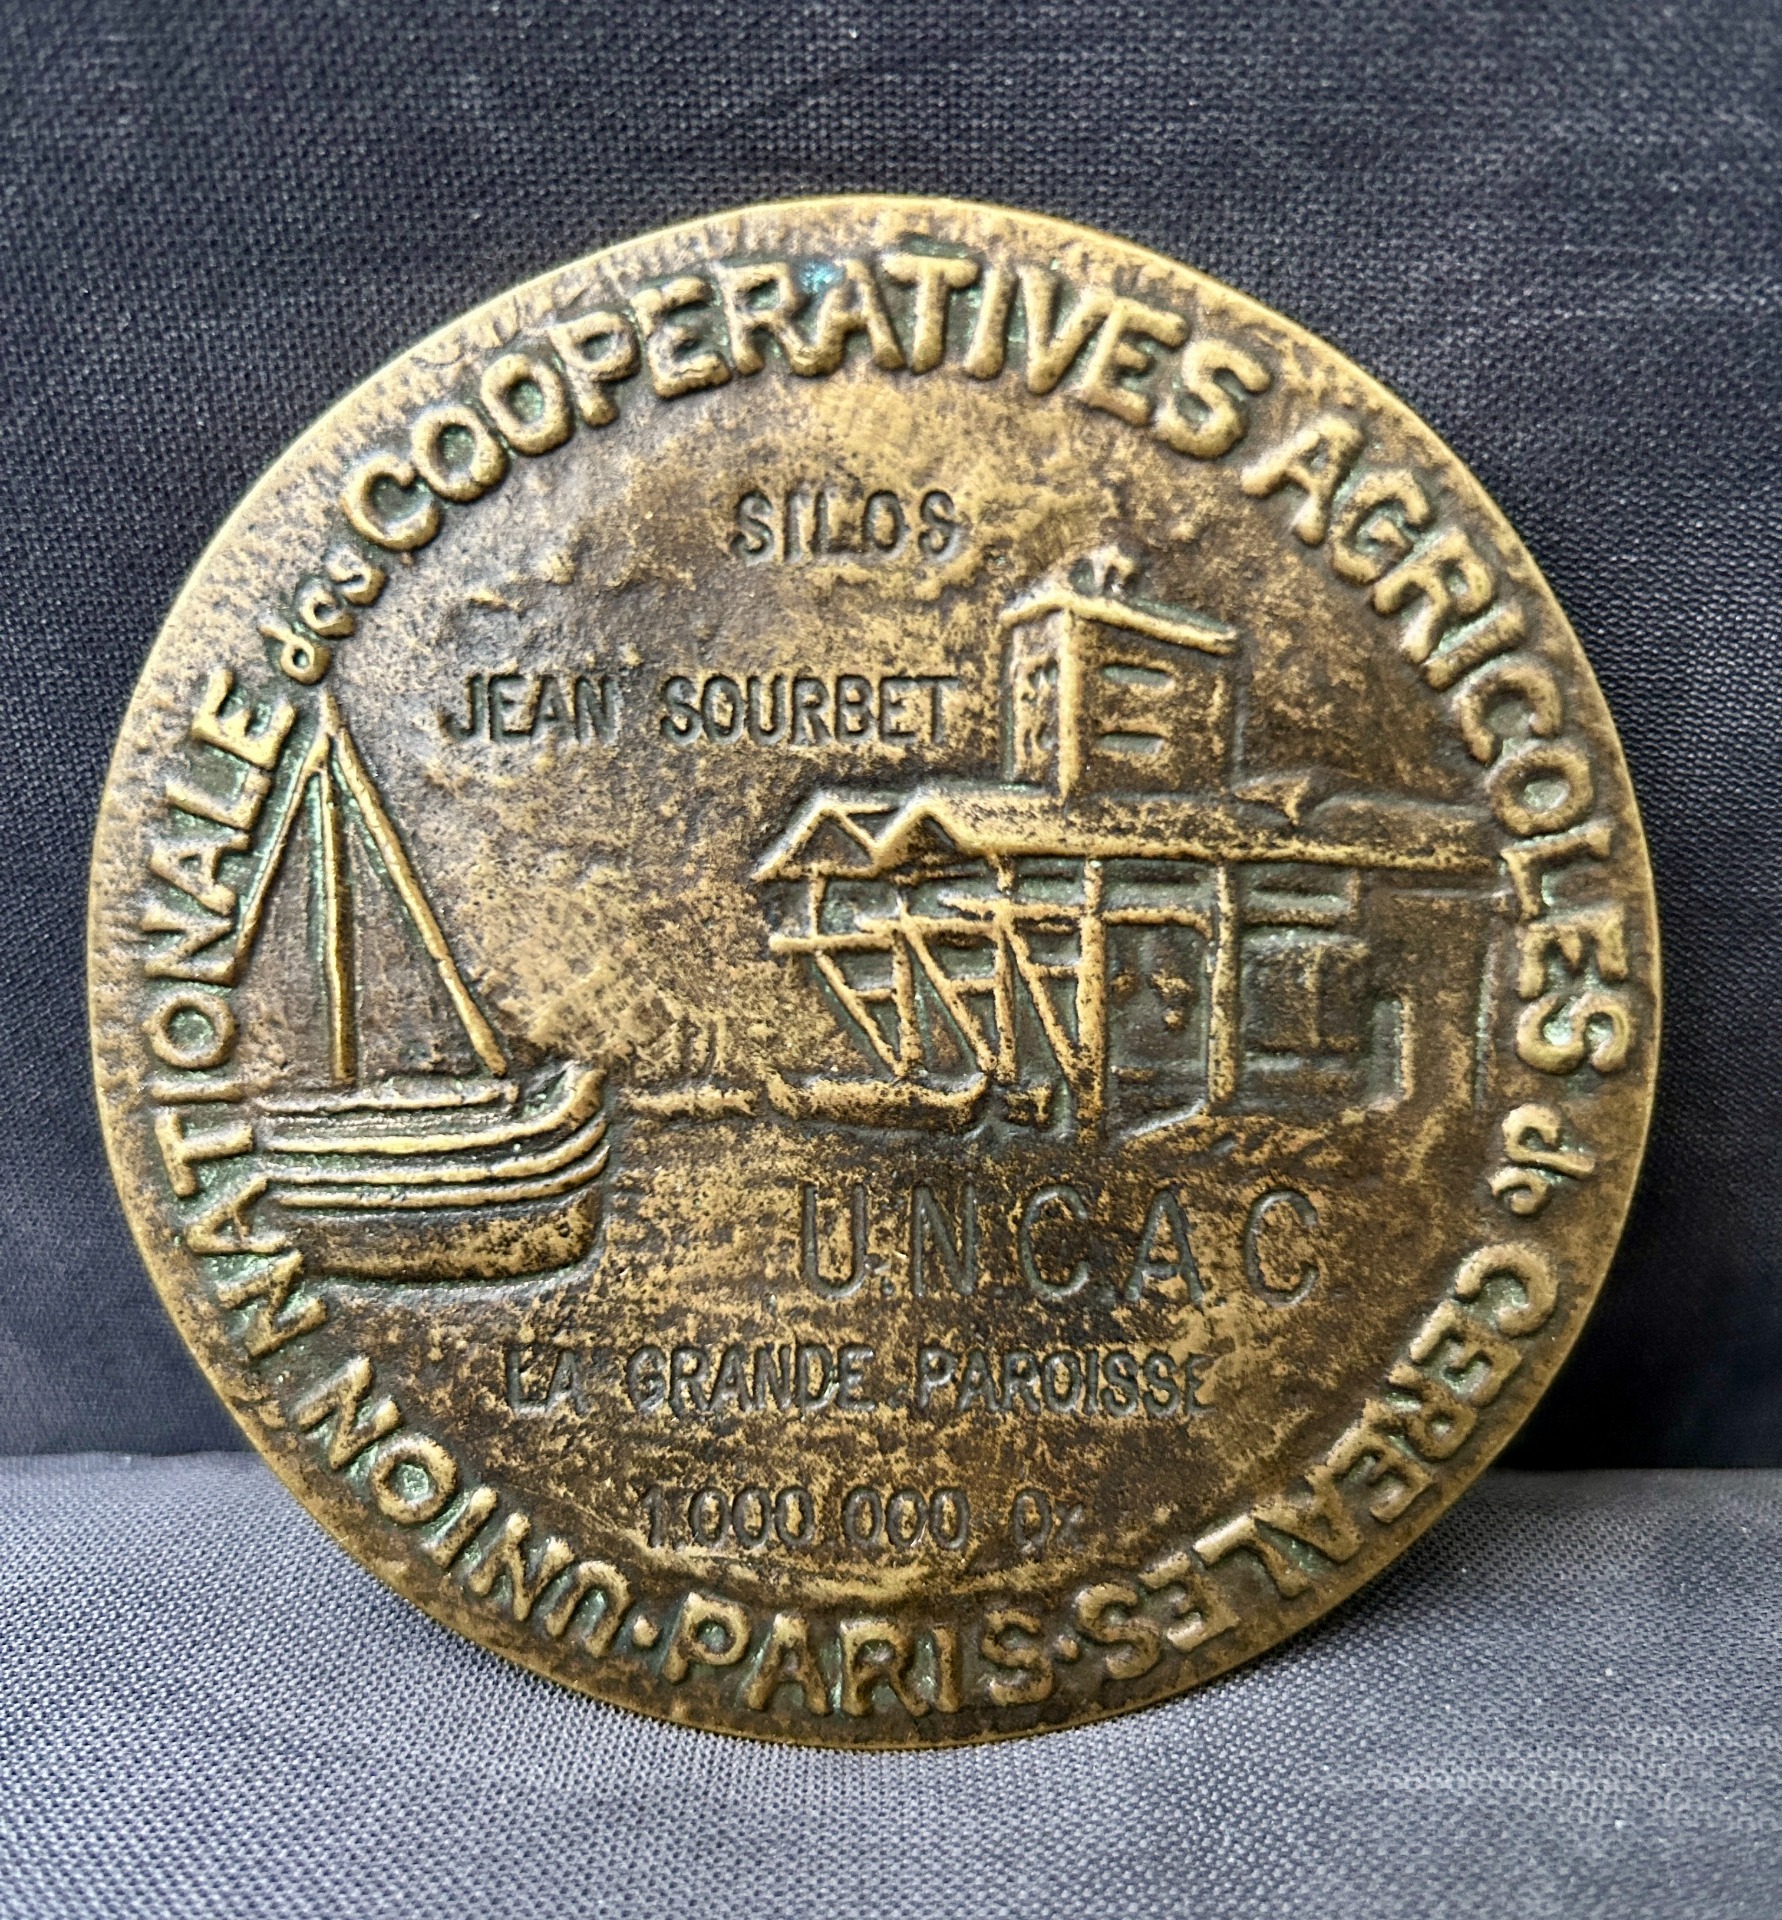 UNION NATIONALE des COOPERATIVES AGRICOLES de CEREALES · PARIS ·
SILOS
JEAN SOURBET
U.N.C.A.C
LA GRANDE PAROISSE
1.000.000 Qx